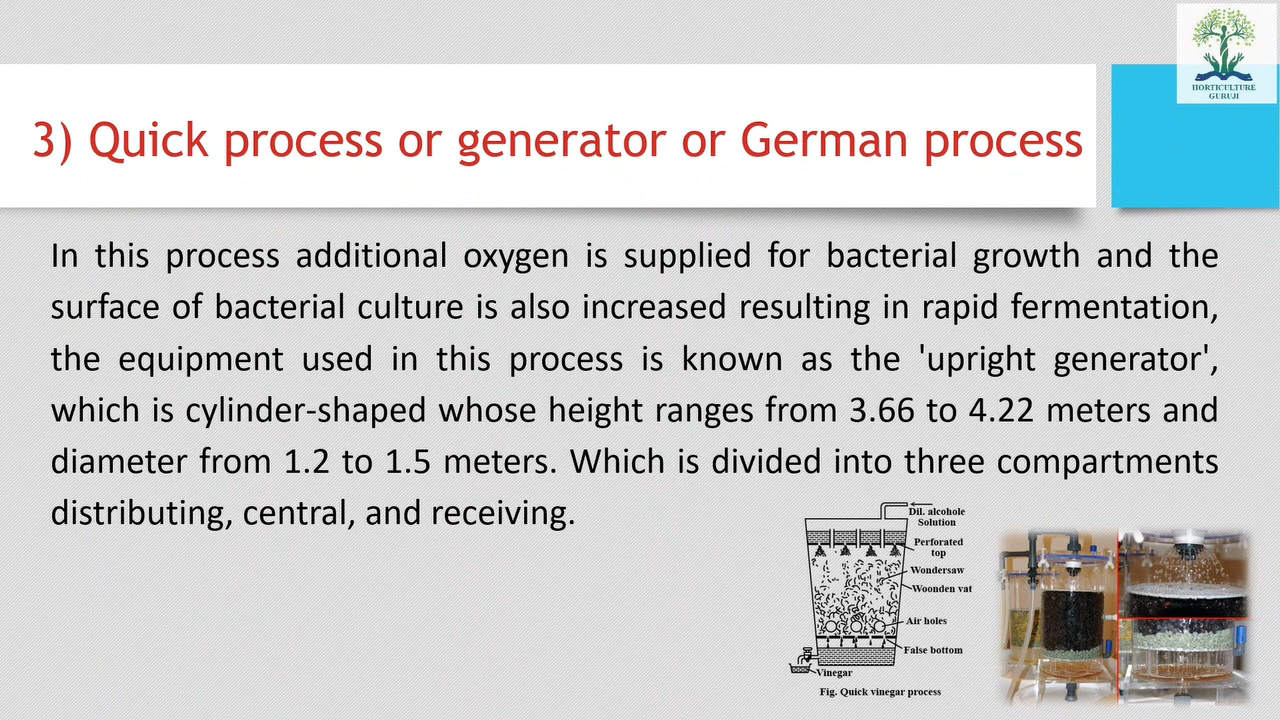 HORTICULTURE
GURUJI
3) Quick process or generator or German process
In this process additional oxygen is supplied for bacterial growth and the
surface of bacterial culture is also increased resulting in rapid fermentation,
the equipment used in this process is known as the 'upright generator',
which is cylinder-shaped whose height ranges from 3.66 to 4.22 meters and
diameter from 1.2 to 1.5 meters. Which is divided into three compartments
distributing, central, and receiving.
Dil. alcohole
Solution
Perforated
top
Wondersaw
Woonden vat
Air holes
False bottom
Vinegar
Fig. Quick vinegar process